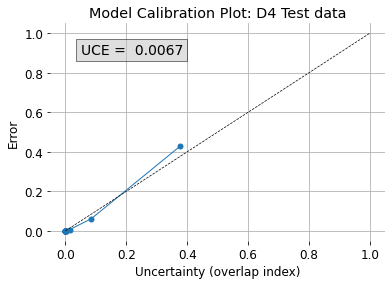 Model Calibration Plot: D4 Test data
UCE =  0.0067
1.0
0.8
0.6
0.4
0.2
0.0
Error
0.0 0.2 0.4 0.6 0.8 1.0
Uncertainty (overlap index)